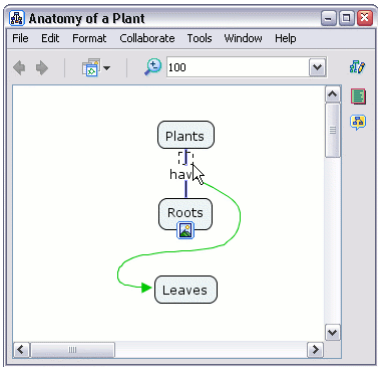 Anatomy of a Plant
File Edit Format Collaborate Tools Window Help
100
Plants
hav
Roots
Leaves